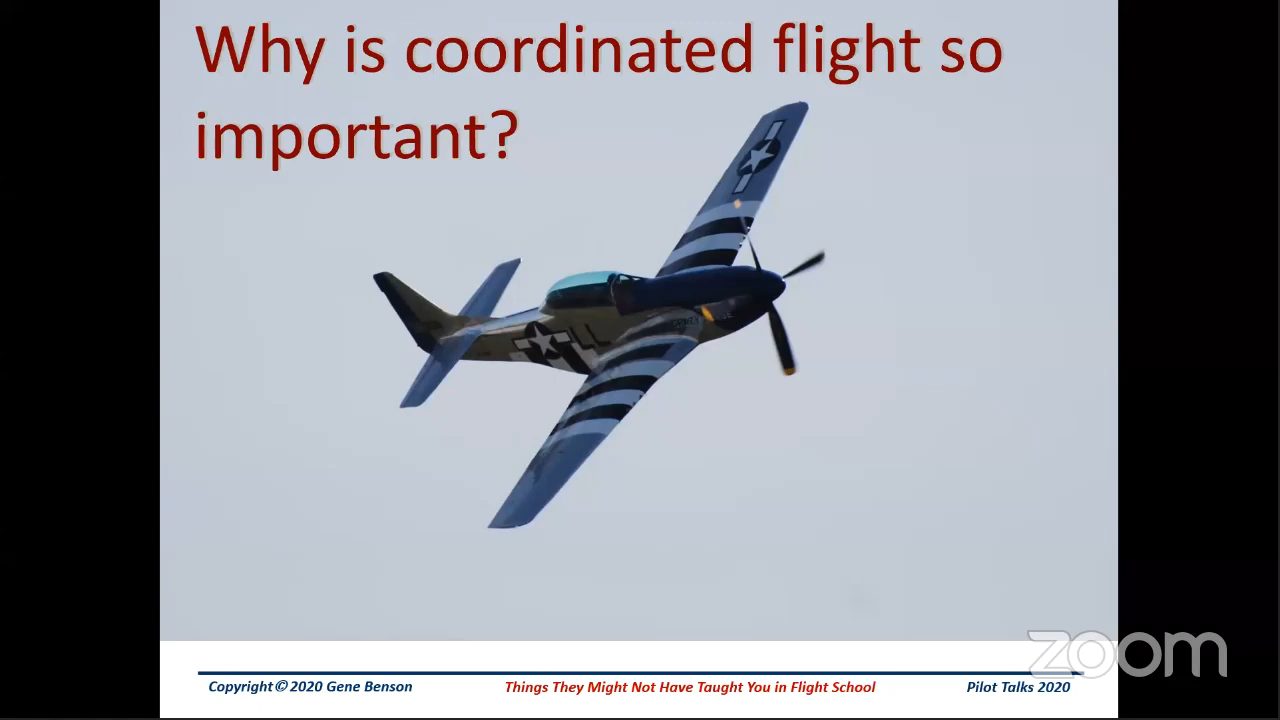 Why is coordinated flight so
important?
LL
zoom
Copyright © 2020 Gene Benson
Things They Might Not Have Taught You in Flight School
Pilot Talks 2020